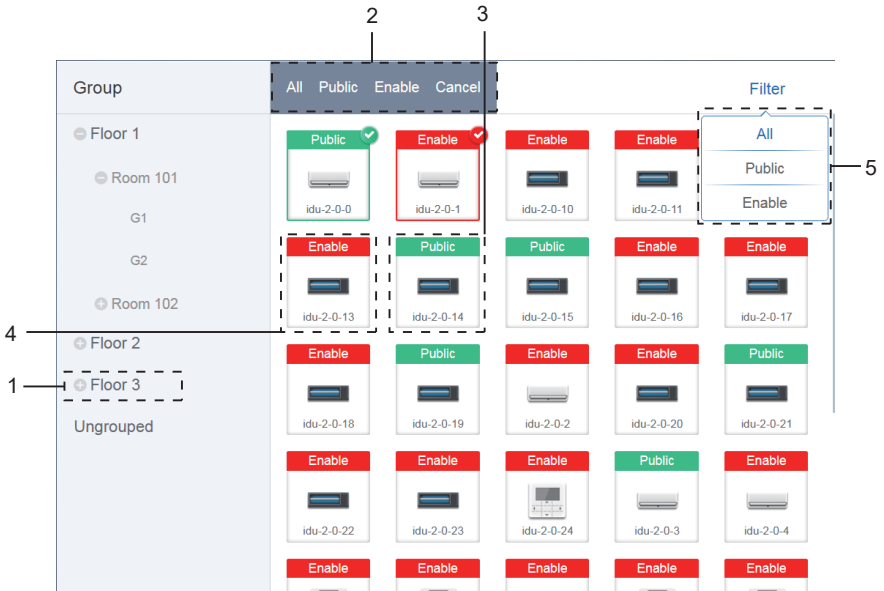 2
3
Group
All Public Enable Cancel
Filter
Floor 1
Room 101
G1
G2
Room 102
Floor 2
Floor 3
Ungrouped
Public Enable Enable Enable
idu-2-0-0 idu-2-0-1 idu-2-0-10 idu-2-0-11
All
Public
Enable
5
Enable Public Public Enable Enable
idu-2-0-13 idu-2-0-14 idu-2-0-15 idu-2-0-16 idu-2-0-17
4
Enable Public Enable Enable Public
1
idu-2-0-18 idu-2-0-19 idu-2-0-2 idu-2-0-20 idu-2-0-21
Enable Enable Enable Public Enable
idu-2-0-22 idu-2-0-23 idu-2-0-24 idu-2-0-3 idu-2-0-4
Enable Enable Enable Enable Enable